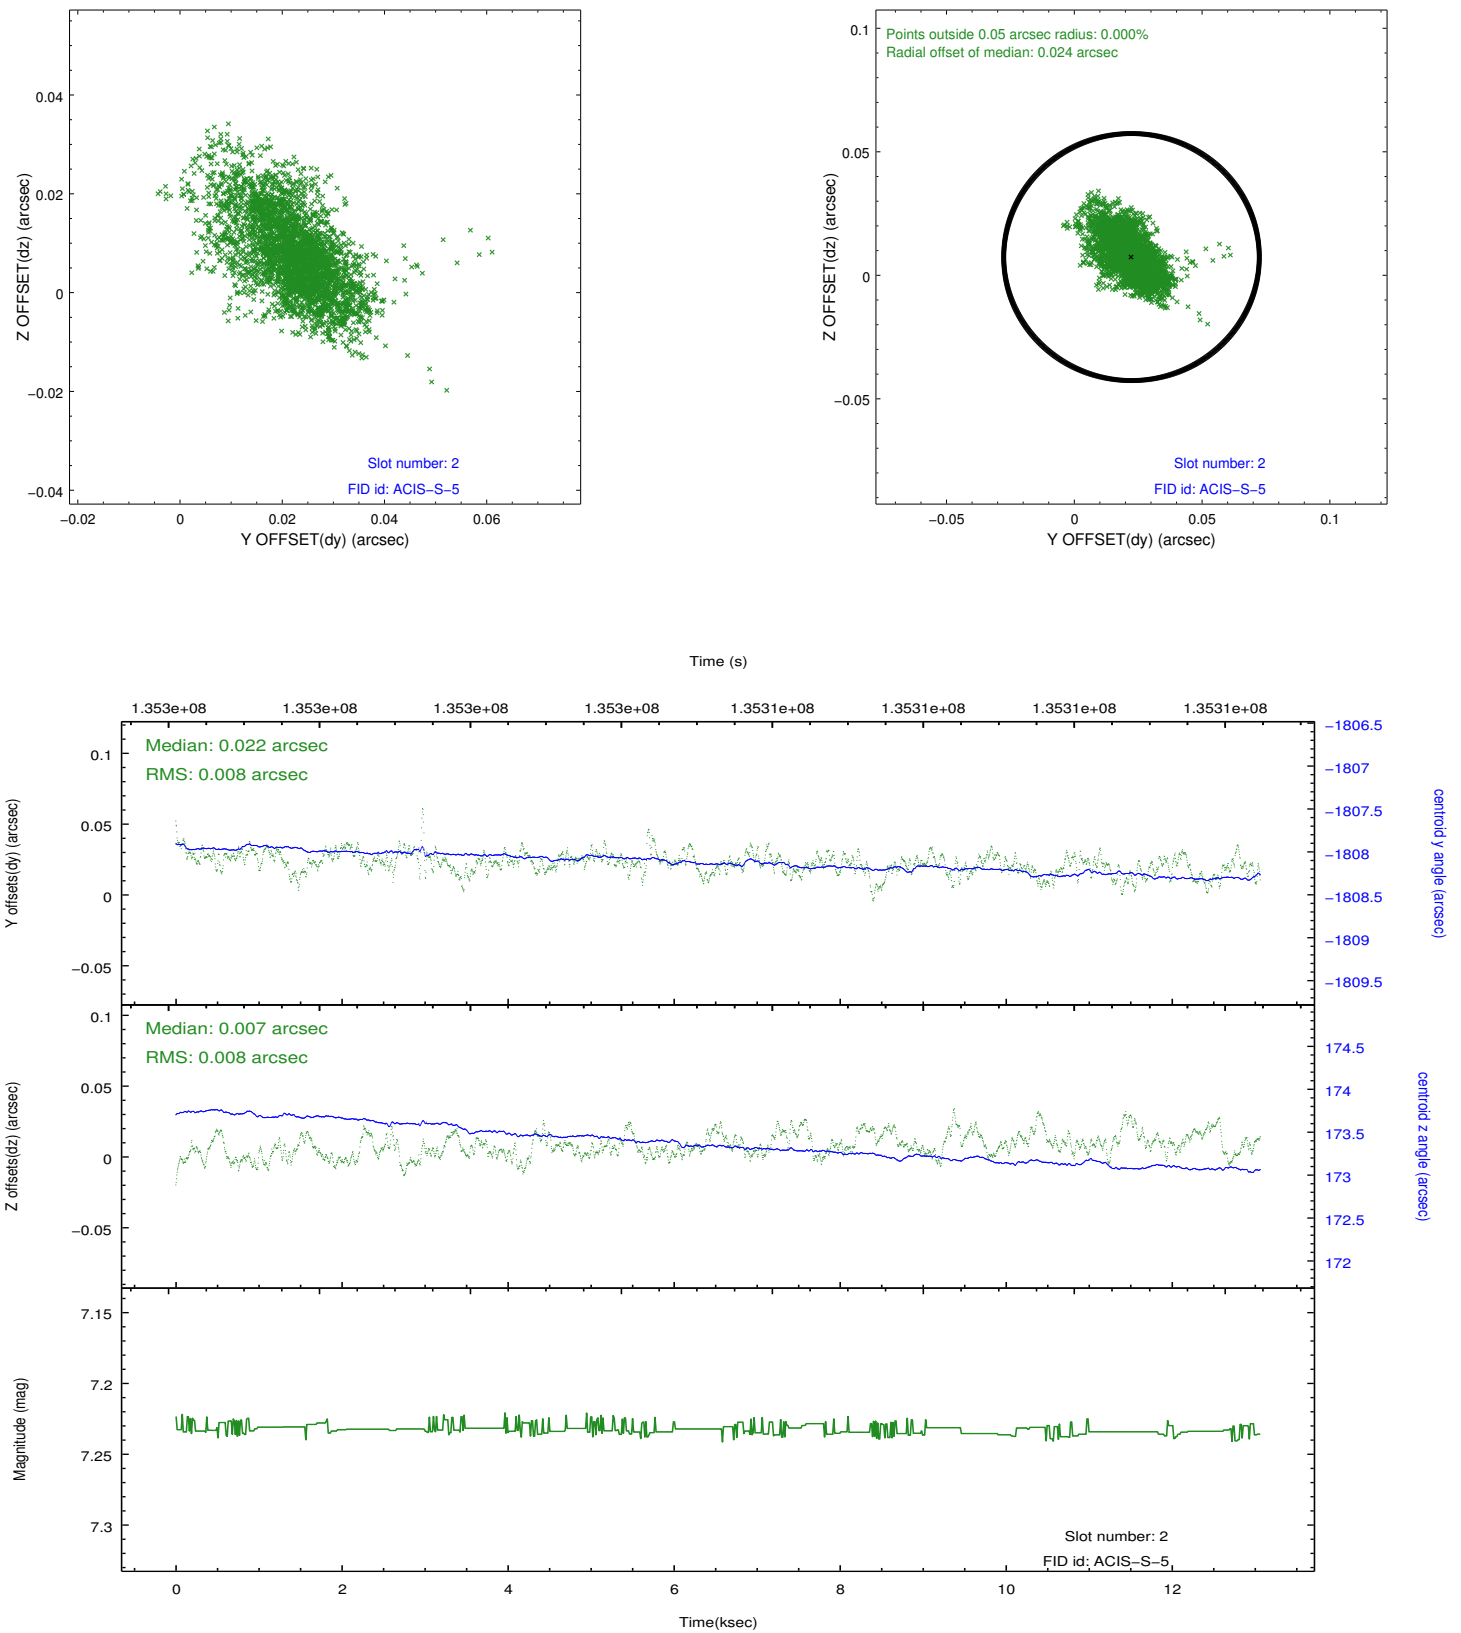 0.04
0.02
0
−0.02
−0.04
Z OFFSET(dz) (arcsec)
Slot number: 2
FID id: ACIS−S−5
−0.02 0 0.02 0.04 0.06
Y OFFSET(dy) (arcsec)
Points outside 0.05 arcsec radius: 0.000%
Radial offset of median: 0.024 arcsec
0.1
0.05
0
−0.05
Z OFFSET(dz) (arcsec)
Slot number: 2
FID id: ACIS−S−5
−0.05 0 0.05 0.1
Y OFFSET(dy) (arcsec)
Time (s)
1.353e+08 1.353e+08 1.353e+08 1.353e+08 1.3531e+08 1.3531e+08 1.3531e+08 1.3531e+08
Median: 0.022 arcsec
RMS: 0.008 arcsec
0.1
0.05
0
−0.05
Y offsets(dy) (arcsec)
−1806.5
−1807
−1807.5
−1808
−1808.5
−1809
−1809.5
centroid y angle (arcsec)
Median: 0.007 arcsec
RMS: 0.008 arcsec
0.1
0.05
0
−0.05
Z offsets(dz) (arcsec)
174.5
174
173.5
173
172.5
172
centroid z angle (arcsec)
7.15
7.2
7.25
7.3
Magnitude (mag)
Slot number: 2
FID id: ACIS−S−5
0 2 4 6 8 10 12
Time(ksec)